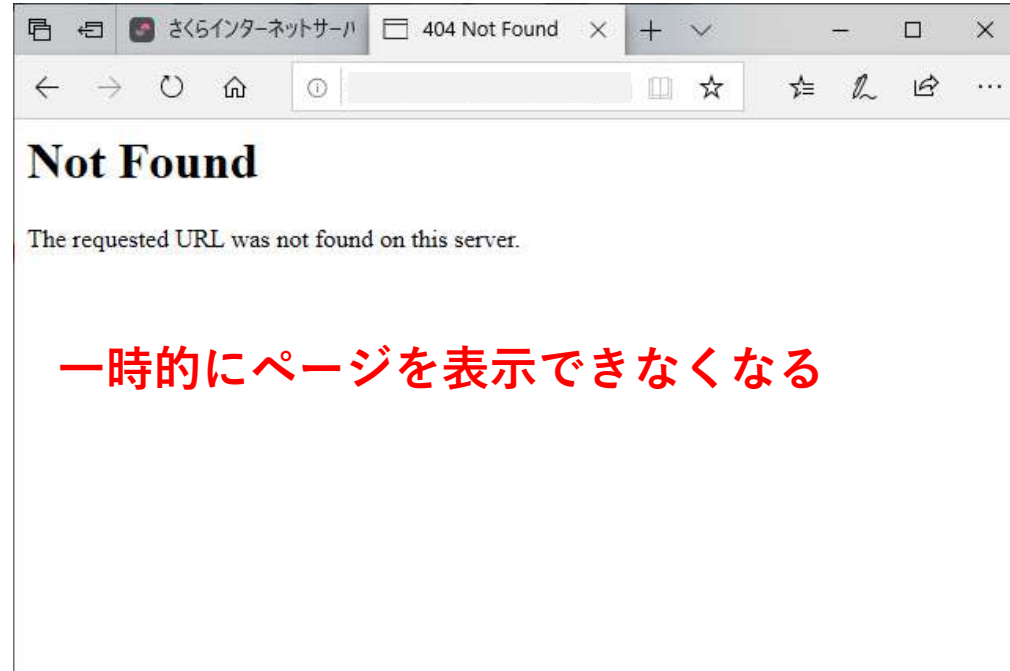 さくらインターネットサーバ
404 Not Found
Not Found
The requested URL was not found on this server.
一時的にページを表示できなくなる